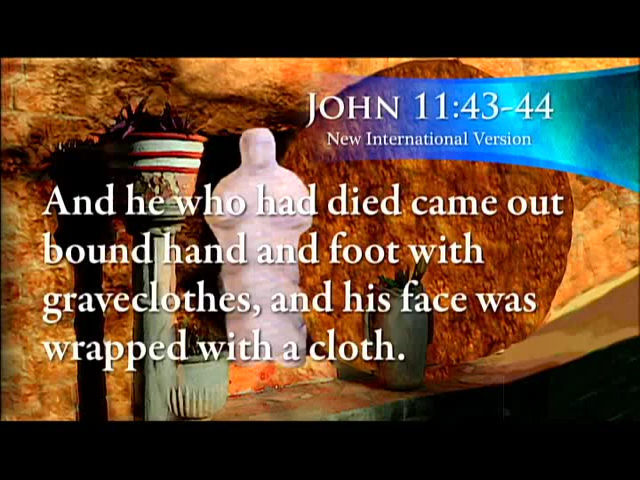 JOHN 11:43-44
New International Version
And he who had died came out
bound hand and foot with
graveclothes, and his face was
wrapped with a cloth.